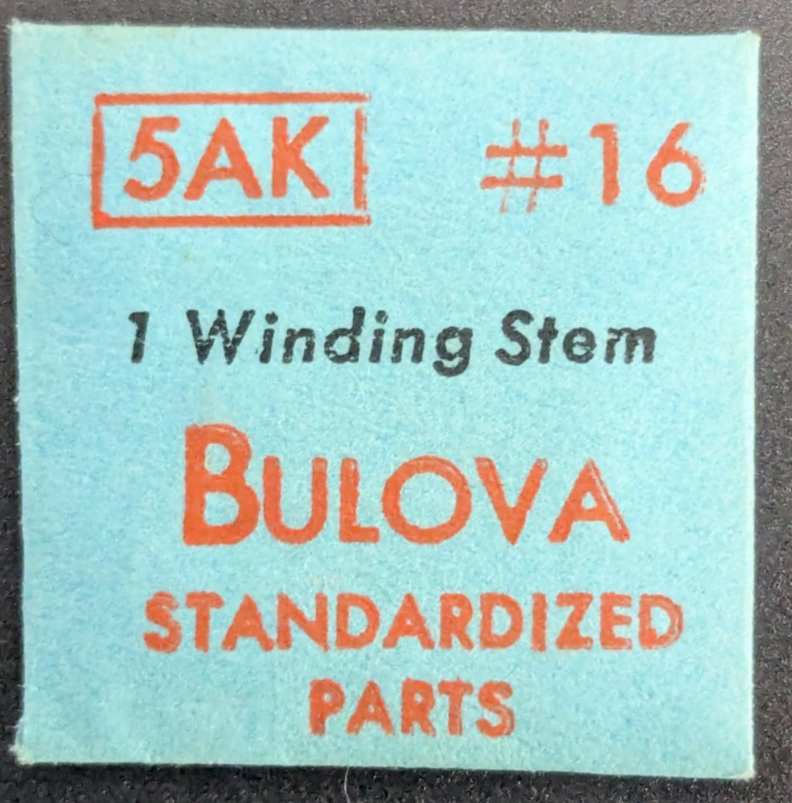 5AK #16
1 Winding Stem
BULOVA
STANDARDIZED
PARTS